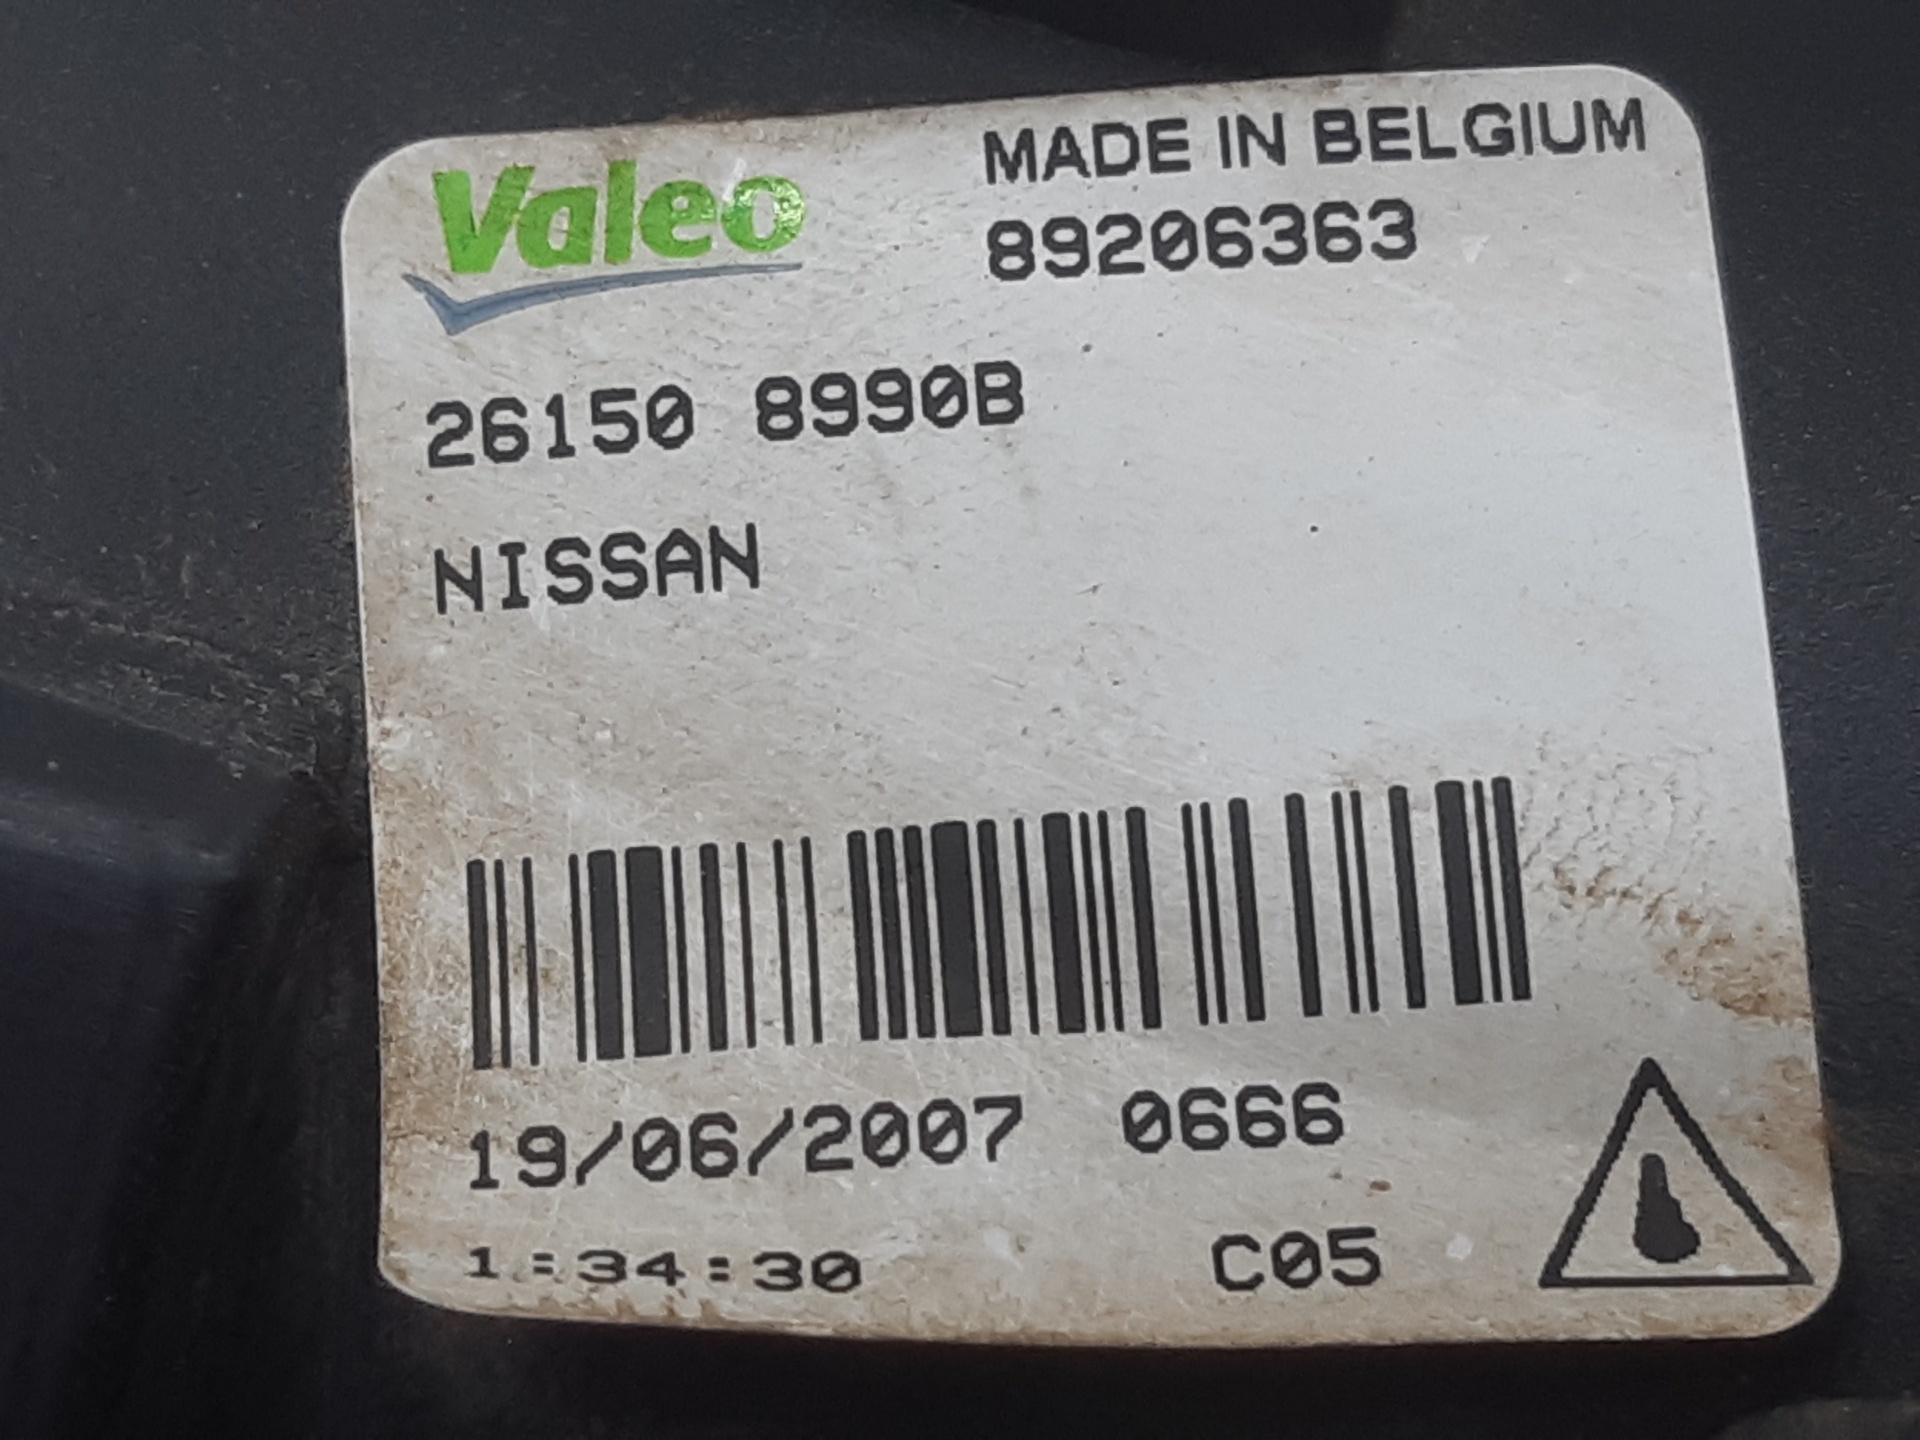 Valeo
MADE IN BELGIUM
89206363
26150 8990B
NISSAN
19/06/2007 0666
1:34:30 C05